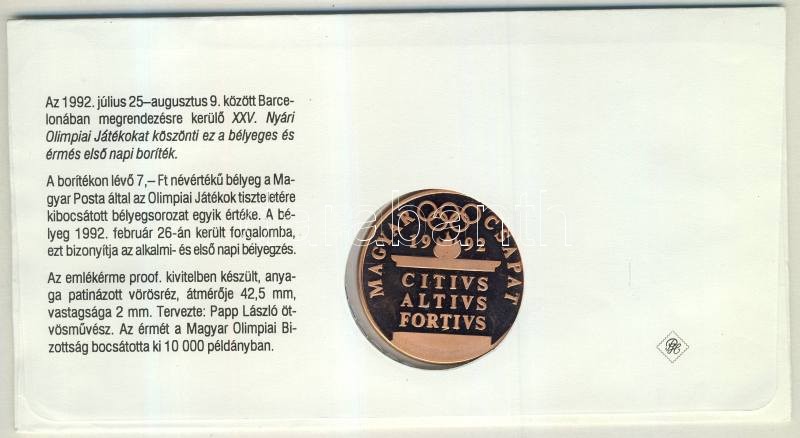 Az 1992. július 25–augusztus 9. között Barce-
lonában megrendezésre kerülő XXV. Nyári
Olimpiai Játékokat köszönti ez a bélyeges és
érmés első napi boríték.
A borítékon lévő 7,– Ft névértékű bélyeg a Ma-
gyar Posta által az Olimpiai Játékok tiszteletére
kibocsátott bélyegsorozat egyik értéke. A bé-
lyeg 1992. február 26-án került forgalomba,
ezt bizonyítja az alkalmi- és első napi bélyegzés.
Az emlékérme proof. kivitelben készült, anya-
ga patinázott vörösréz, átmérője 42,5 mm,
vastagsága 2 mm. Tervezte: Papp László öt-
vösművész. Az érmét a Magyar Olimpiai Bi-
zottság bocsátotta ki 10 000 példányban.
MAGYAR CSAPAT
1992
CITIVS
ALTIVS
FORTIVS